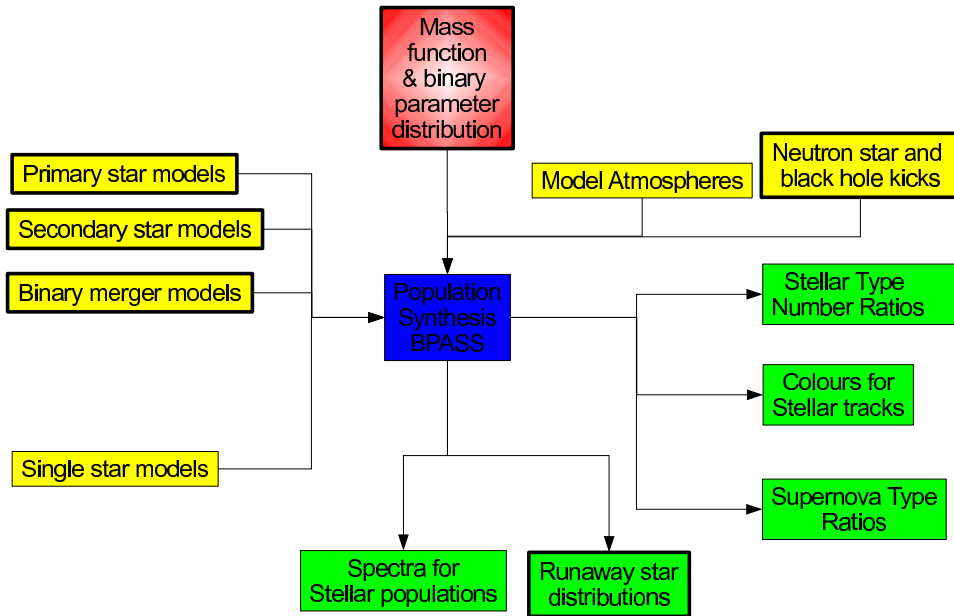 Mass
function
& binary
parameter
distribution
Primary star models
Secondary star models
Binary merger models
Single star models
Model Atmospheres
Neutron star and
black hole kicks
Population
Synthesis
BPASS
Stellar Type
Number Ratios
Colours for
Stellar tracks
Supernova Type
Ratios
Spectra for
Stellar populations
Runaway star
distributions